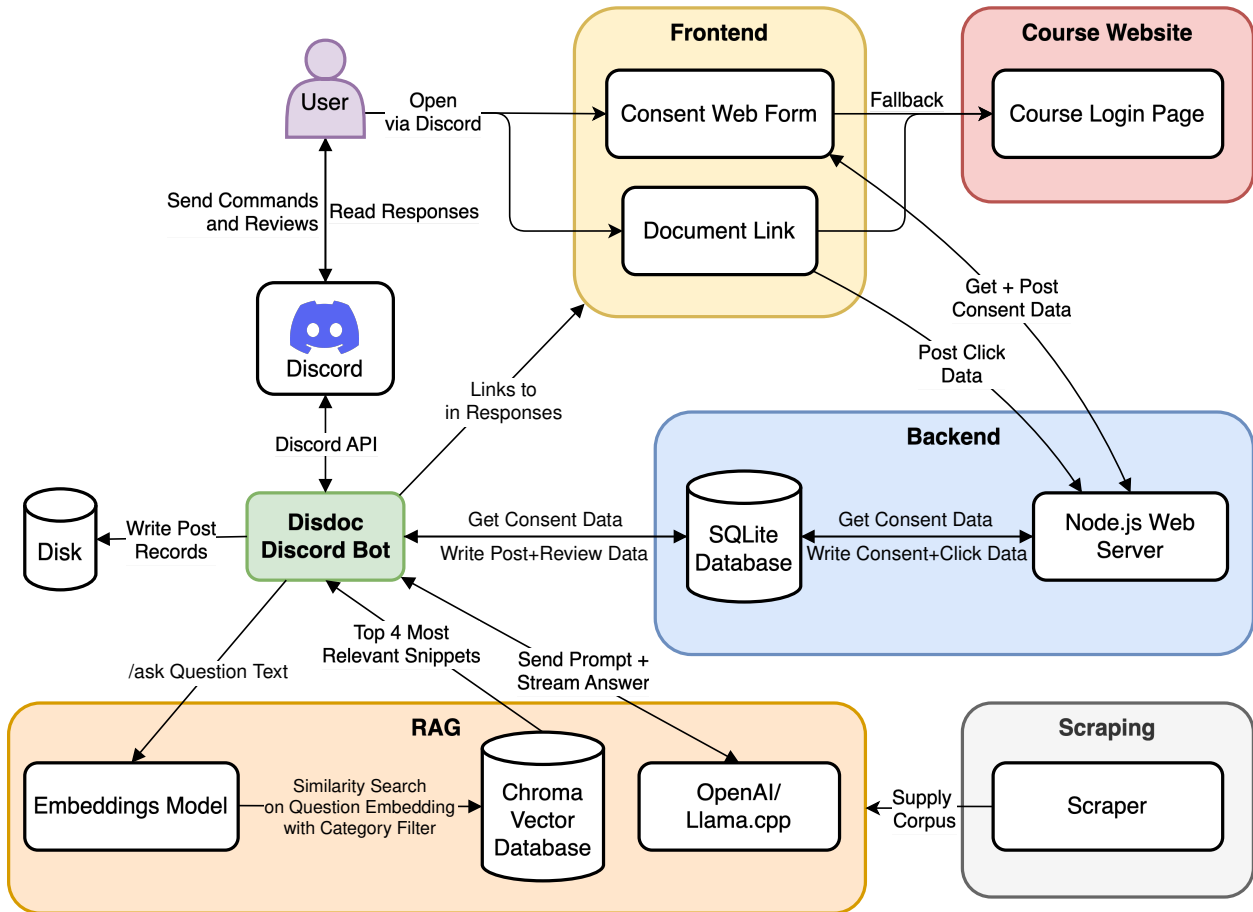 Frontend
Course Website
User
Open
via Discord
Consent Web Form
Fallback
Course Login Page
Send Commands
and Reviews
Read Responses
Document Link
Get + Post
Consent Data
Discord
Post Click
Data
Links to
in Responses
Discord API
Backend
Disk
Write Post
Records
Disdoc
Discord Bot
Get Consent Data
Write Post+Review Data
SQLite
Database
Get Consent Data
Write Consent+Click Data
Node.js Web
Server
/ask Question Text
Top 4 Most
Relevant Snippets
Send Prompt +
Stream Answer
RAG
Scraping
Embeddings Model
Similarity Search
on Question Embedding
with Category Filter
Chroma
Vector
Database
OpenAI/
Llama.cpp
Supply
Corpus
Scraper